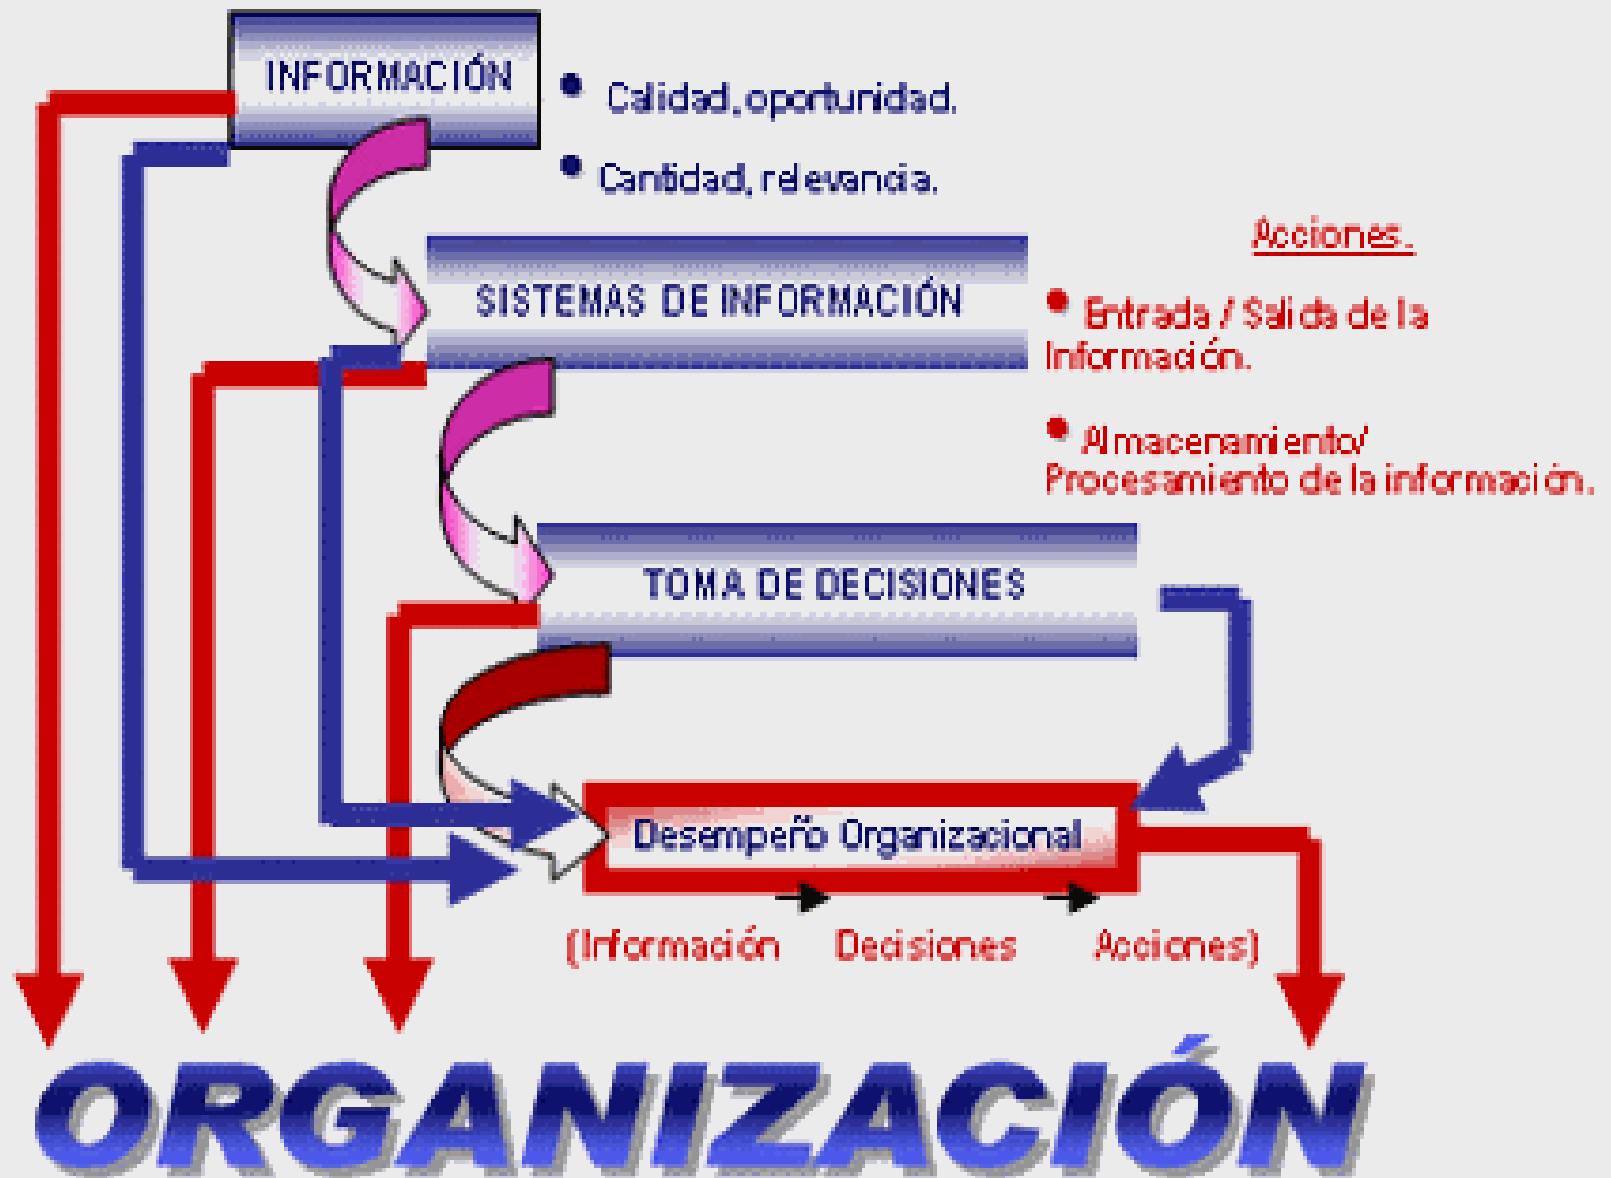 INFORMACIÓN
• Calidad, oportunidad.
• Cantidad, relevancia.
Acciones.
SISTEMAS DE INFORMACIÓN
• Entrada / Salida de la
Información.
• Almacenamiento/
Procesamiento de la información.
TOMA DE DECISIONES
Desempeño Organizacional
(Información Decisiones Acciones)
ORGANIZACIÓN